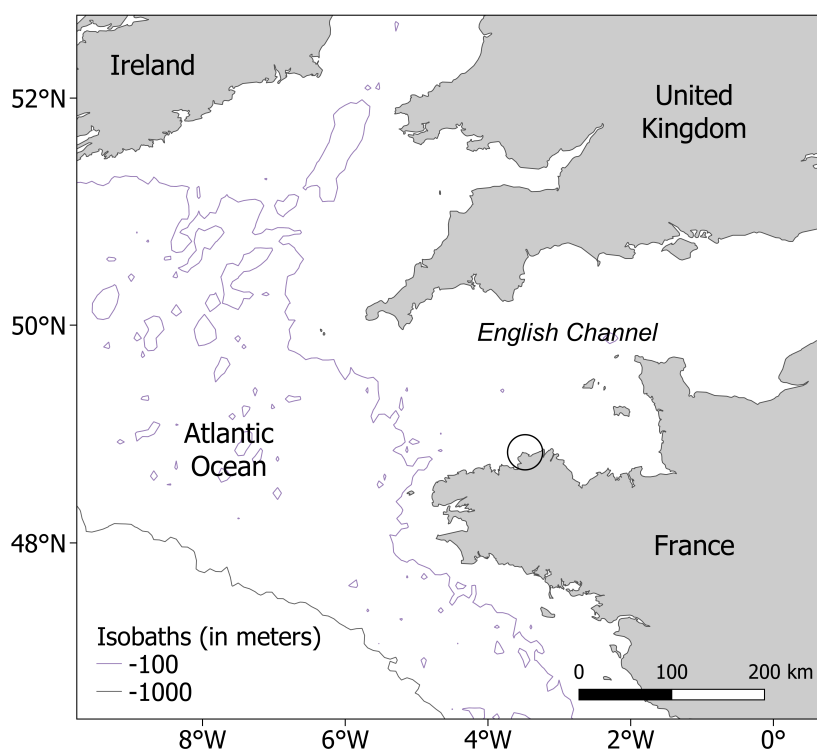 Ireland
52°N
United
Kingdom
50°N
English Channel
Atlantic
Ocean
48°N
France
Isobaths (in meters)
-100
-1000
0 100 200 km
8°W 6°W 4°W 2°W 0°